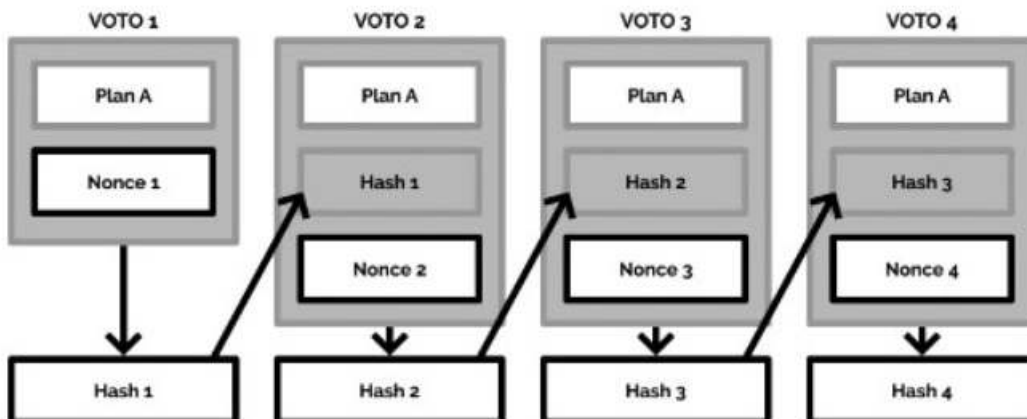 VOTO 1
Plan A
Nonce 1
Hash 1
VOTO 2
Plan A
Hash 1
Nonce 2
Hash 2
VOTO 3
Plan A
Hash 2
Nonce 3
Hash 3
VOTO 4
Plan A
Hash 3
Nonce 4
Hash 4